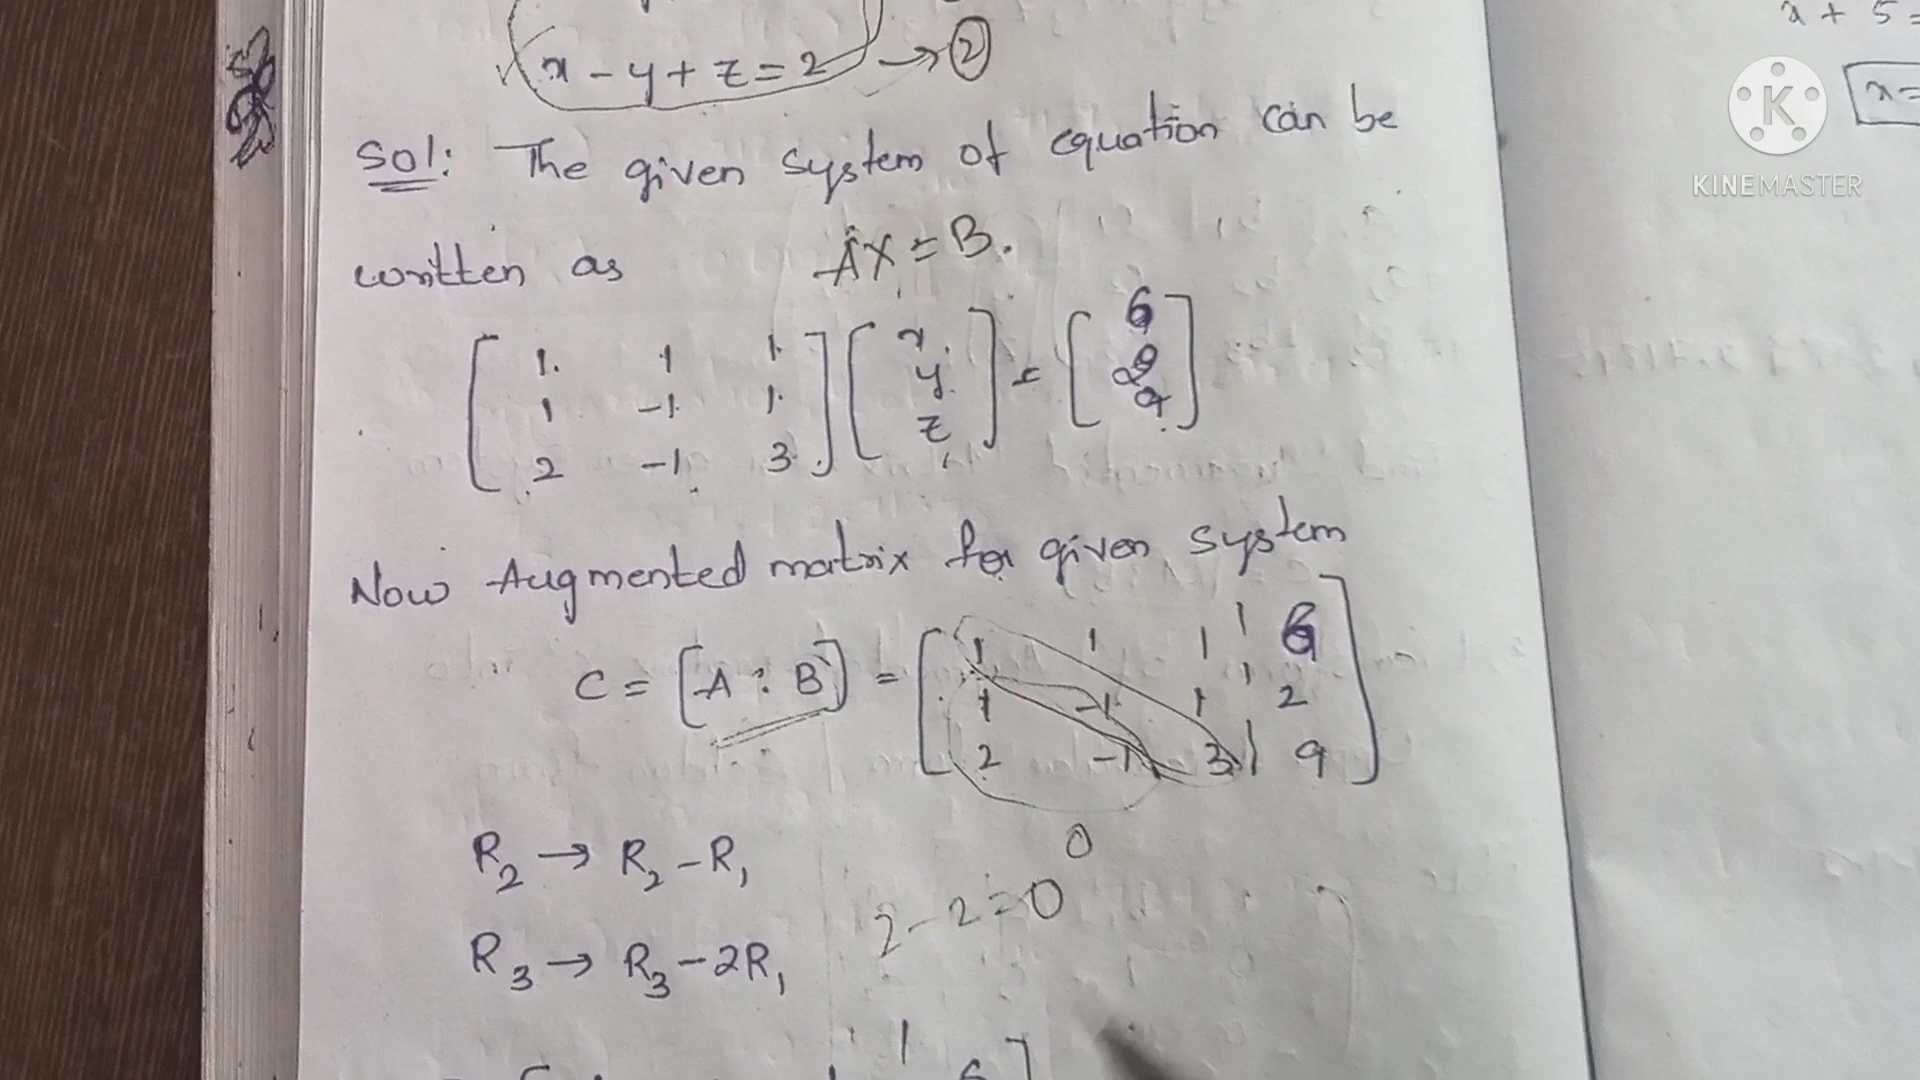 x - y + z = 2 → ②
x + 5 =
x =
KINEMASTER
Sol: The given system of equation can be
written as AX = B.
[ 1 1 1 ] [ x ] = [ 6 ]
[ 1 -1 1 ] [ y ] [ 2 ]
[ 2 -1 3 ] [ z ] [ 9 ]
Now Augmented matrix for given system
C = [A : B] = [ 1 1 1 | 6 ]
[ 1 -1 1 | 2 ]
[ 2 -1 3 | 9 ]
0
R₂ → R₂ - R₁
2 - 2 = 0
R₃ → R₃ - 2R₁